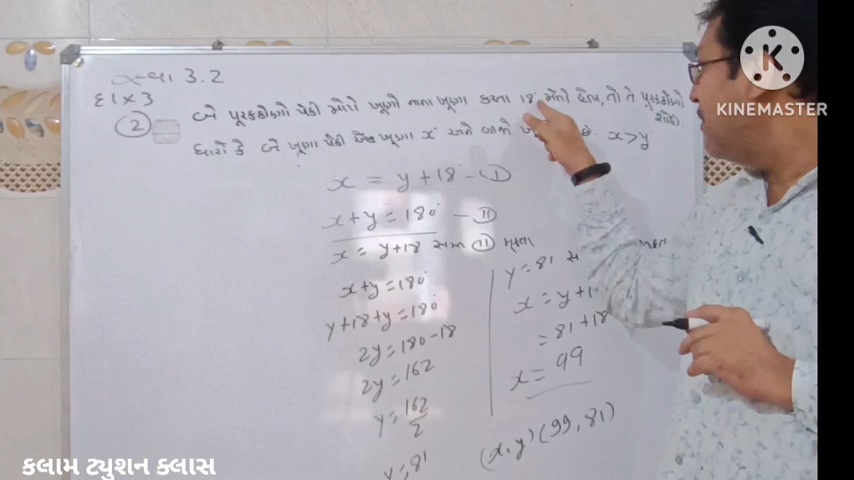 સ્વા 3.2
દાખ 3
② બે પૂરકકોણો પૈકી મોટો ખૂણો નાના ખૂણા કરતા 18° મોટો હોય, તો તે પૂરકકોણો શોધો.
ધારો કે બે ખૂણા પૈકી એક ખૂણા x° અને બીજો છે. x > y
x = y + 18° - Ⅰ
x + y = 180° - Ⅱ
x = y + 18 સમી Ⅱ મૂકતા
x + y = 180°
y + 18 + y = 180°
2y = 180 - 18
2y = 162
y = 162/2
y = 81
y = 81 સ
x = y + 1
= 81 + 18
x = 99
(x, y) (99, 81)
KINEMASTER
કલામ ટ્યુશન ક્લાસ